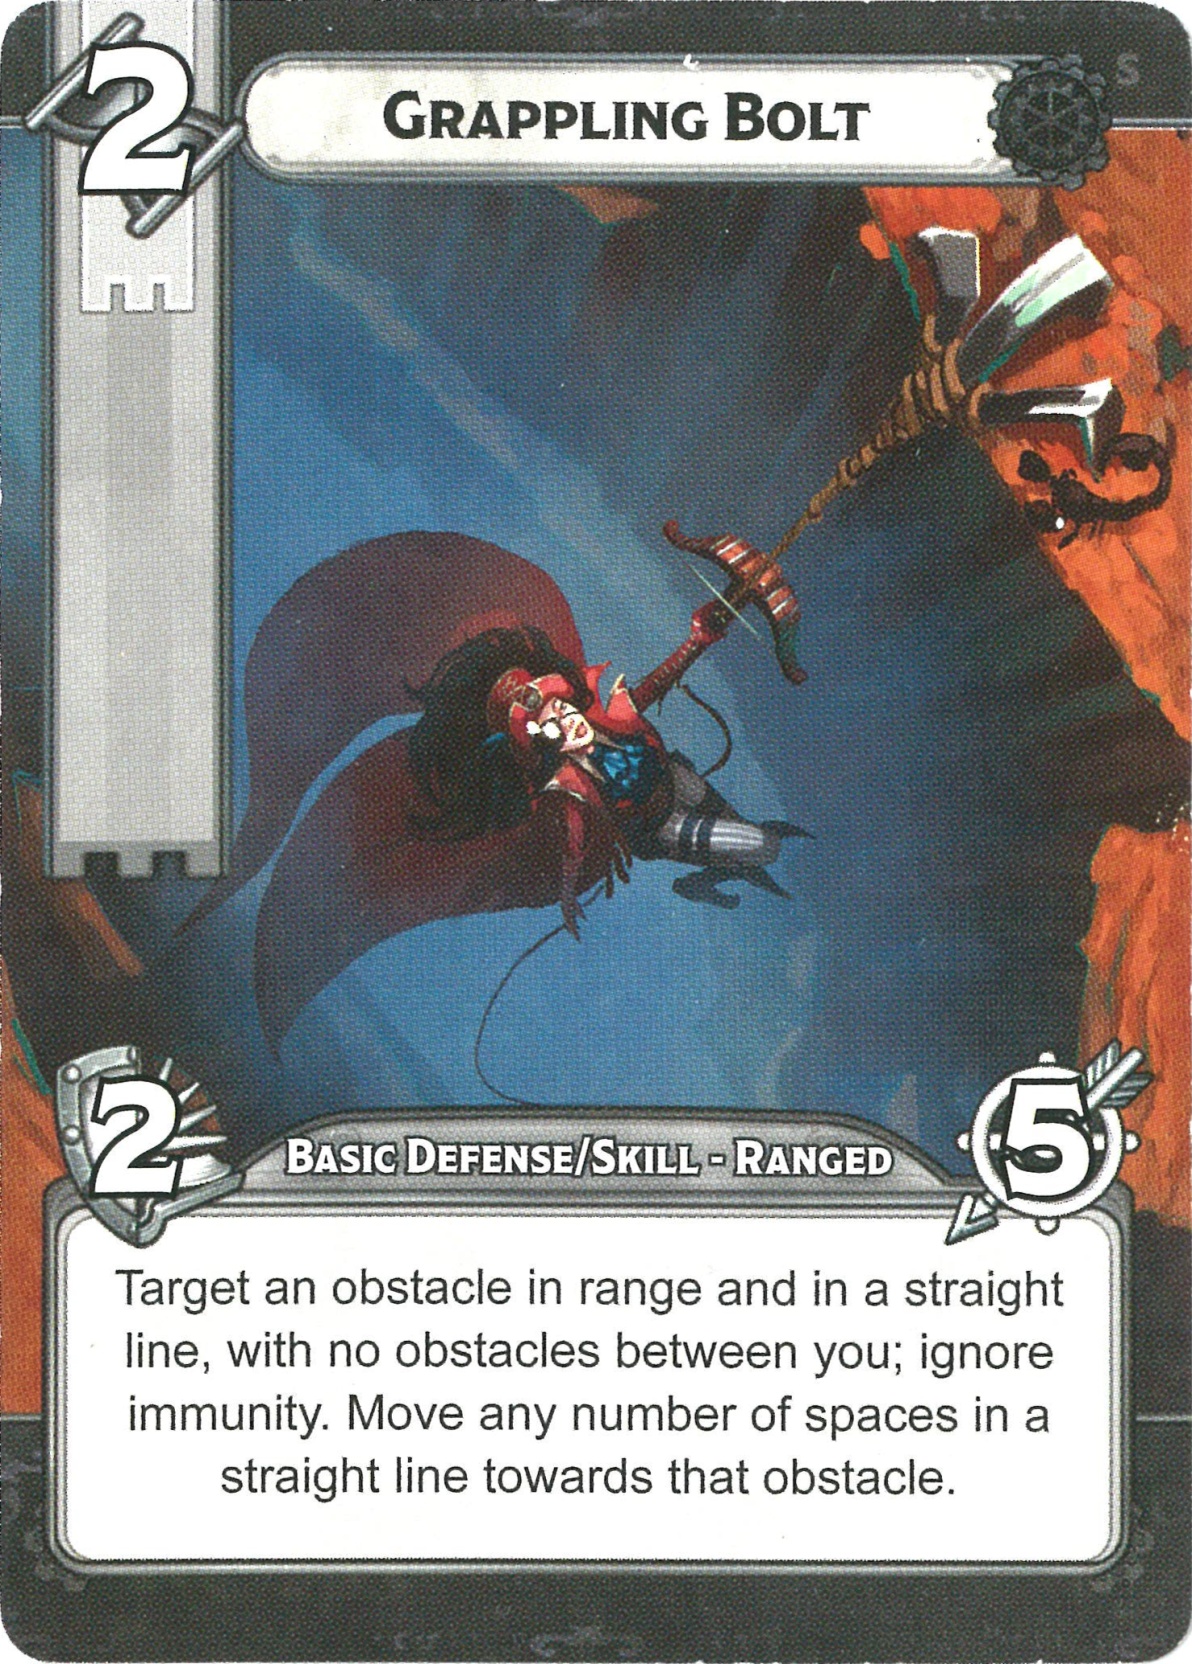 2
GRAPPLING BOLT
S
2
5
BASIC DEFENSE/SKILL - RANGED
Target an obstacle in range and in a straight
line, with no obstacles between you; ignore
immunity. Move any number of spaces in a
straight line towards that obstacle.